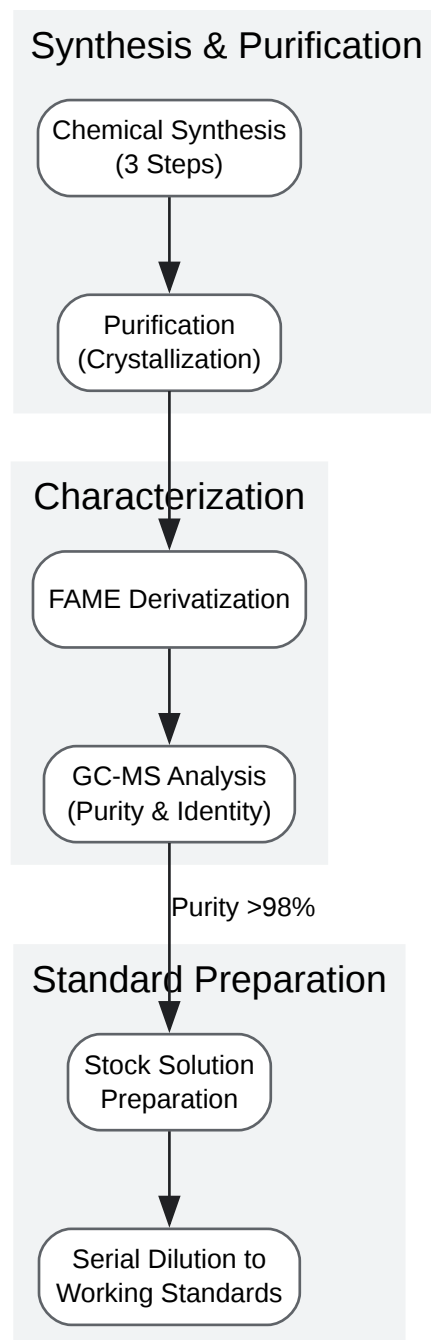 Synthesis & Purification
Chemical Synthesis
(3 Steps)
Purification
(Crystallization)
Characterization
FAME Derivatization
GC-MS Analysis
(Purity & Identity)
Purity >98%
Standard Preparation
Stock Solution
Preparation
Serial Dilution to
Working Standards